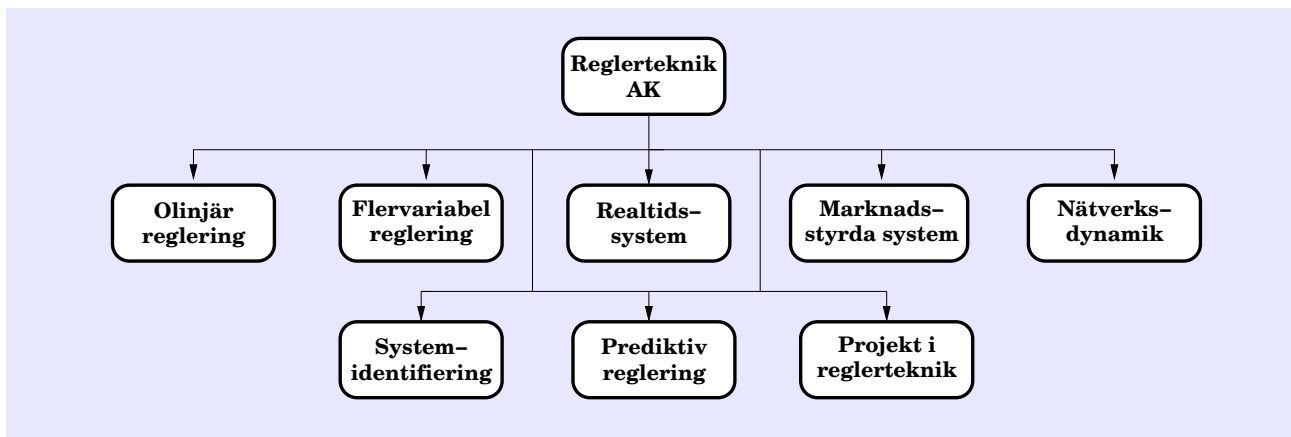 Reglerteknik
AK
Olinjär
reglering
Flervariabel
reglering
Realtids–
system
Marknads–
styrda system
Nätverks–
dynamik
System–
identifiering
Prediktiv
reglering
Projekt i
reglerteknik